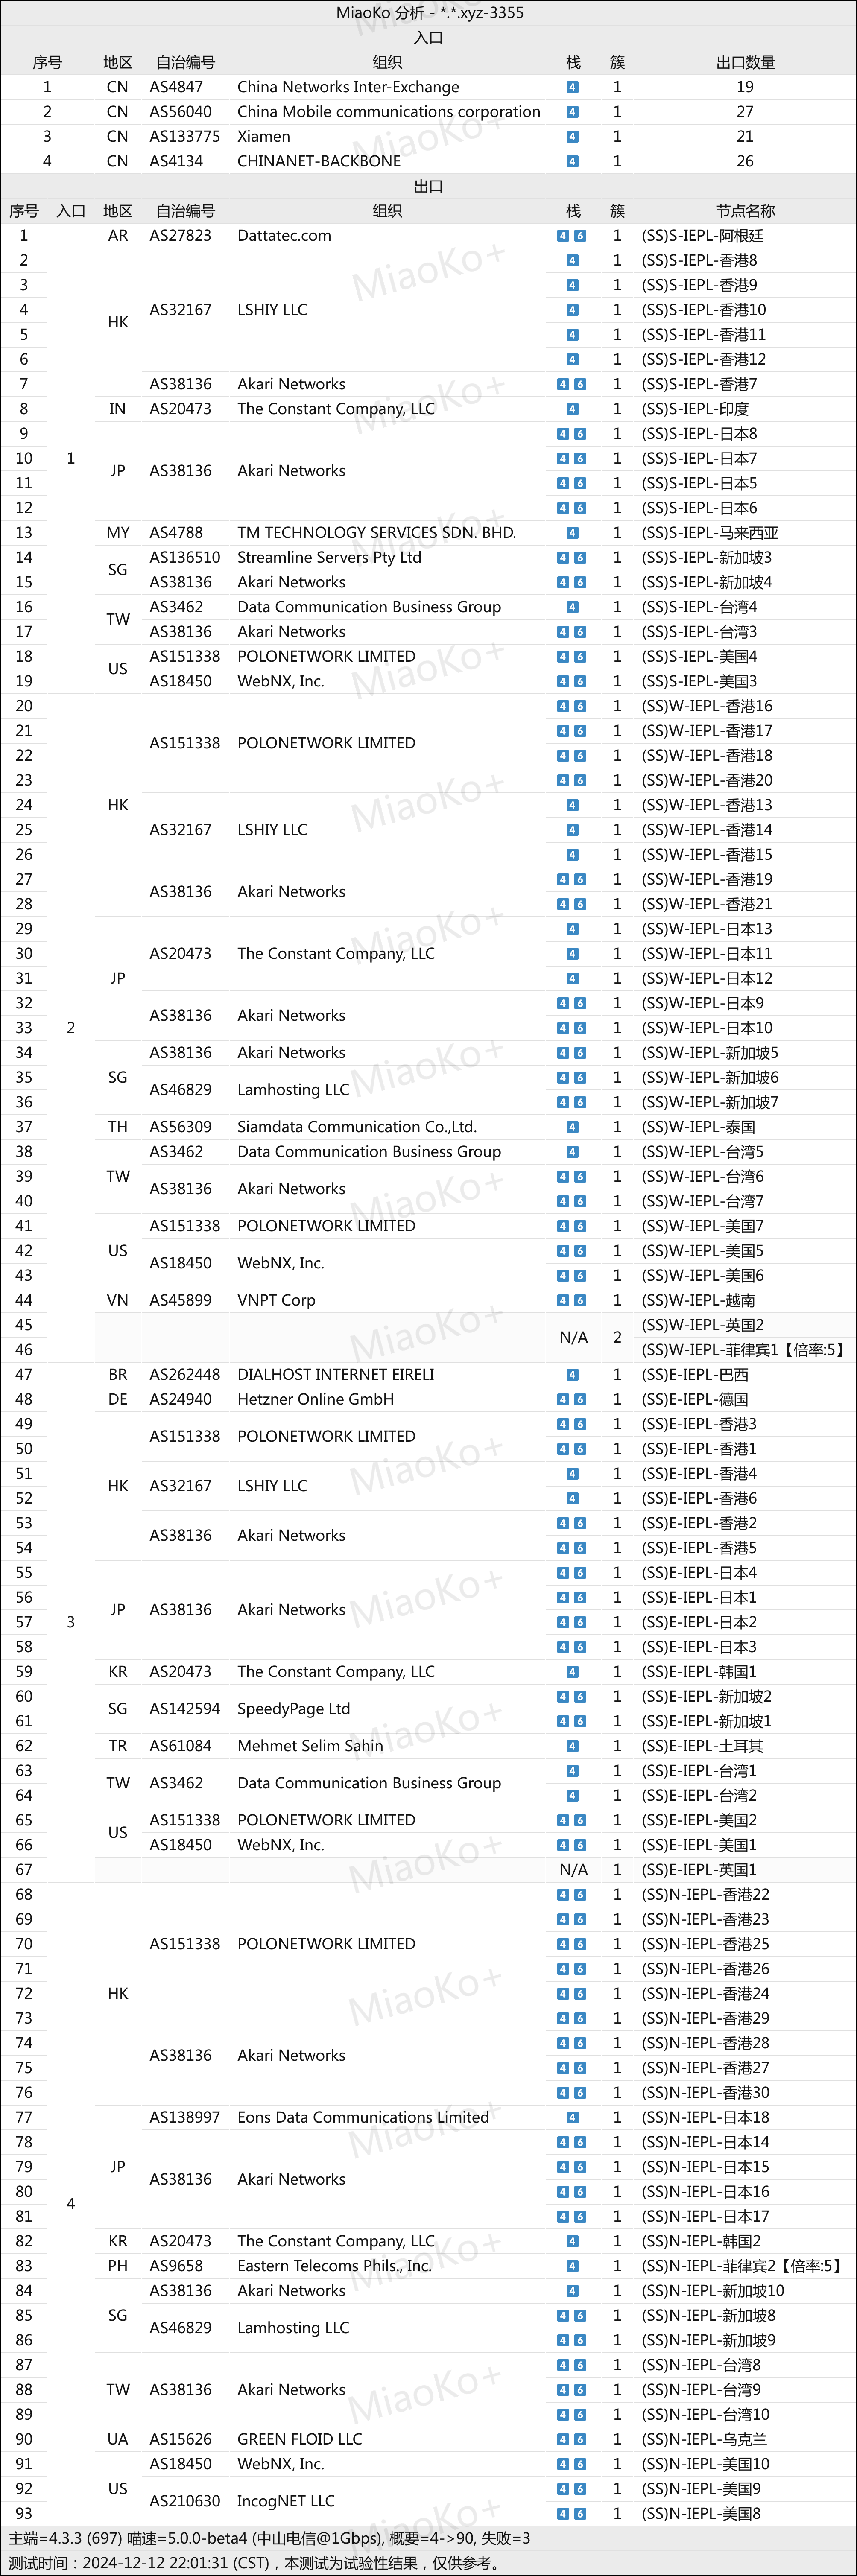 MiaoKo 分析 - *.*.xyz-3355
入口
序号 地区 自治编号 组织 栈 簇 出口数量
1 CN AS4847 China Networks Inter-Exchange 4 1 19
2 CN AS56040 China Mobile communications corporation 4 1 27
3 CN AS133775 Xiamen 4 1 21
4 CN AS4134 CHINANET-BACKBONE 4 1 26
出口
序号 入口 地区 自治编号 组织 栈 簇 节点名称
1 AR AS27823 Dattatec.com 4 6 1 (SS)S-IEPL-阿根廷
2 4 1 (SS)S-IEPL-香港8
3 4 1 (SS)S-IEPL-香港9
4 HK AS32167 LSHIY LLC 4 1 (SS)S-IEPL-香港10
5 4 1 (SS)S-IEPL-香港11
6 4 1 (SS)S-IEPL-香港12
7 AS38136 Akari Networks 4 6 1 (SS)S-IEPL-香港7
8 IN AS20473 The Constant Company, LLC 4 1 (SS)S-IEPL-印度
9 4 6 1 (SS)S-IEPL-日本8
10 1 JP AS38136 Akari Networks 4 6 1 (SS)S-IEPL-日本7
11 4 6 1 (SS)S-IEPL-日本5
12 4 6 1 (SS)S-IEPL-日本6
13 MY AS4788 TM TECHNOLOGY SERVICES SDN. BHD. 4 1 (SS)S-IEPL-马来西亚
14 SG AS136510 Streamline Servers Pty Ltd 4 6 1 (SS)S-IEPL-新加坡3
15 AS38136 Akari Networks 4 6 1 (SS)S-IEPL-新加坡4
16 TW AS3462 Data Communication Business Group 4 1 (SS)S-IEPL-台湾4
17 AS38136 Akari Networks 4 6 1 (SS)S-IEPL-台湾3
18 US AS151338 POLONETWORK LIMITED 4 6 1 (SS)S-IEPL-美国4
19 AS18450 WebNX, Inc. 4 6 1 (SS)S-IEPL-美国3
20 4 6 1 (SS)W-IEPL-香港16
21 AS151338 POLONETWORK LIMITED 4 6 1 (SS)W-IEPL-香港17
22 4 6 1 (SS)W-IEPL-香港18
23 4 6 1 (SS)W-IEPL-香港20
24 HK 4 1 (SS)W-IEPL-香港13
25 AS32167 LSHIY LLC 4 1 (SS)W-IEPL-香港14
26 4 1 (SS)W-IEPL-香港15
27 AS38136 Akari Networks 4 6 1 (SS)W-IEPL-香港19
28 4 6 1 (SS)W-IEPL-香港21
29 4 1 (SS)W-IEPL-日本13
30 AS20473 The Constant Company, LLC 4 1 (SS)W-IEPL-日本11
31 JP 4 1 (SS)W-IEPL-日本12
32 AS38136 Akari Networks 4 6 1 (SS)W-IEPL-日本9
33 2 4 6 1 (SS)W-IEPL-日本10
34 SG AS38136 Akari Networks 4 6 1 (SS)W-IEPL-新加坡5
35 AS46829 Lamhosting LLC 4 6 1 (SS)W-IEPL-新加坡6
36 4 6 1 (SS)W-IEPL-新加坡7
37 TH AS56309 Siamdata Communication Co.,Ltd. 4 1 (SS)W-IEPL-泰国
38 AS3462 Data Communication Business Group 4 1 (SS)W-IEPL-台湾5
39 TW AS38136 Akari Networks 4 6 1 (SS)W-IEPL-台湾6
40 4 6 1 (SS)W-IEPL-台湾7
41 AS151338 POLONETWORK LIMITED 4 6 1 (SS)W-IEPL-美国7
42 US AS18450 WebNX, Inc. 4 6 1 (SS)W-IEPL-美国5
43 4 6 1 (SS)W-IEPL-美国6
44 VN AS45899 VNPT Corp 4 6 1 (SS)W-IEPL-越南
45 N/A 2 (SS)W-IEPL-英国2
46 (SS)W-IEPL-菲律宾1【倍率:5】
47 BR AS262448 DIALHOST INTERNET EIRELI 4 1 (SS)E-IEPL-巴西
48 DE AS24940 Hetzner Online GmbH 4 6 1 (SS)E-IEPL-德国
49 AS151338 POLONETWORK LIMITED 4 6 1 (SS)E-IEPL-香港3
50 4 6 1 (SS)E-IEPL-香港1
51 HK AS32167 LSHIY LLC 4 1 (SS)E-IEPL-香港4
52 4 1 (SS)E-IEPL-香港6
53 AS38136 Akari Networks 4 6 1 (SS)E-IEPL-香港2
54 4 6 1 (SS)E-IEPL-香港5
55 4 6 1 (SS)E-IEPL-日本4
56 JP AS38136 Akari Networks 4 6 1 (SS)E-IEPL-日本1
57 3 4 6 1 (SS)E-IEPL-日本2
58 4 6 1 (SS)E-IEPL-日本3
59 KR AS20473 The Constant Company, LLC 4 1 (SS)E-IEPL-韩国1
60 SG AS142594 SpeedyPage Ltd 4 6 1 (SS)E-IEPL-新加坡2
61 4 6 1 (SS)E-IEPL-新加坡1
62 TR AS61084 Mehmet Selim Sahin 4 1 (SS)E-IEPL-土耳其
63 TW AS3462 Data Communication Business Group 4 1 (SS)E-IEPL-台湾1
64 4 1 (SS)E-IEPL-台湾2
65 US AS151338 POLONETWORK LIMITED 4 6 1 (SS)E-IEPL-美国2
66 AS18450 WebNX, Inc. 4 6 1 (SS)E-IEPL-美国1
67 N/A 1 (SS)E-IEPL-英国1
68 4 6 1 (SS)N-IEPL-香港22
69 4 6 1 (SS)N-IEPL-香港23
70 AS151338 POLONETWORK LIMITED 4 6 1 (SS)N-IEPL-香港25
71 4 6 1 (SS)N-IEPL-香港26
72 HK 4 6 1 (SS)N-IEPL-香港24
73 4 6 1 (SS)N-IEPL-香港29
74 AS38136 Akari Networks 4 6 1 (SS)N-IEPL-香港28
75 4 6 1 (SS)N-IEPL-香港27
76 4 6 1 (SS)N-IEPL-香港30
77 AS138997 Eons Data Communications Limited 4 1 (SS)N-IEPL-日本18
78 4 6 1 (SS)N-IEPL-日本14
79 JP AS38136 Akari Networks 4 6 1 (SS)N-IEPL-日本15
80 4 6 1 (SS)N-IEPL-日本16
81 4 4 6 1 (SS)N-IEPL-日本17
82 KR AS20473 The Constant Company, LLC 4 1 (SS)N-IEPL-韩国2
83 PH AS9658 Eastern Telecoms Phils., Inc. 4 1 (SS)N-IEPL-菲律宾2【倍率:5】
84 AS38136 Akari Networks 4 1 (SS)N-IEPL-新加坡10
85 SG AS46829 Lamhosting LLC 4 6 1 (SS)N-IEPL-新加坡8
86 4 6 1 (SS)N-IEPL-新加坡9
87 4 6 1 (SS)N-IEPL-台湾8
88 TW AS38136 Akari Networks 4 6 1 (SS)N-IEPL-台湾9
89 4 6 1 (SS)N-IEPL-台湾10
90 UA AS15626 GREEN FLOID LLC 4 6 1 (SS)N-IEPL-乌克兰
91 AS18450 WebNX, Inc. 4 6 1 (SS)N-IEPL-美国10
92 US AS210630 IncogNET LLC 4 6 1 (SS)N-IEPL-美国9
93 4 6 1 (SS)N-IEPL-美国8
主端=4.3.3 (697) 喵速=5.0.0-beta4 (中山电信@1Gbps), 概要=4->90, 失败=3
测试时间：2024-12-12 22:01:31 (CST)，本测试为试验性结果，仅供参考。